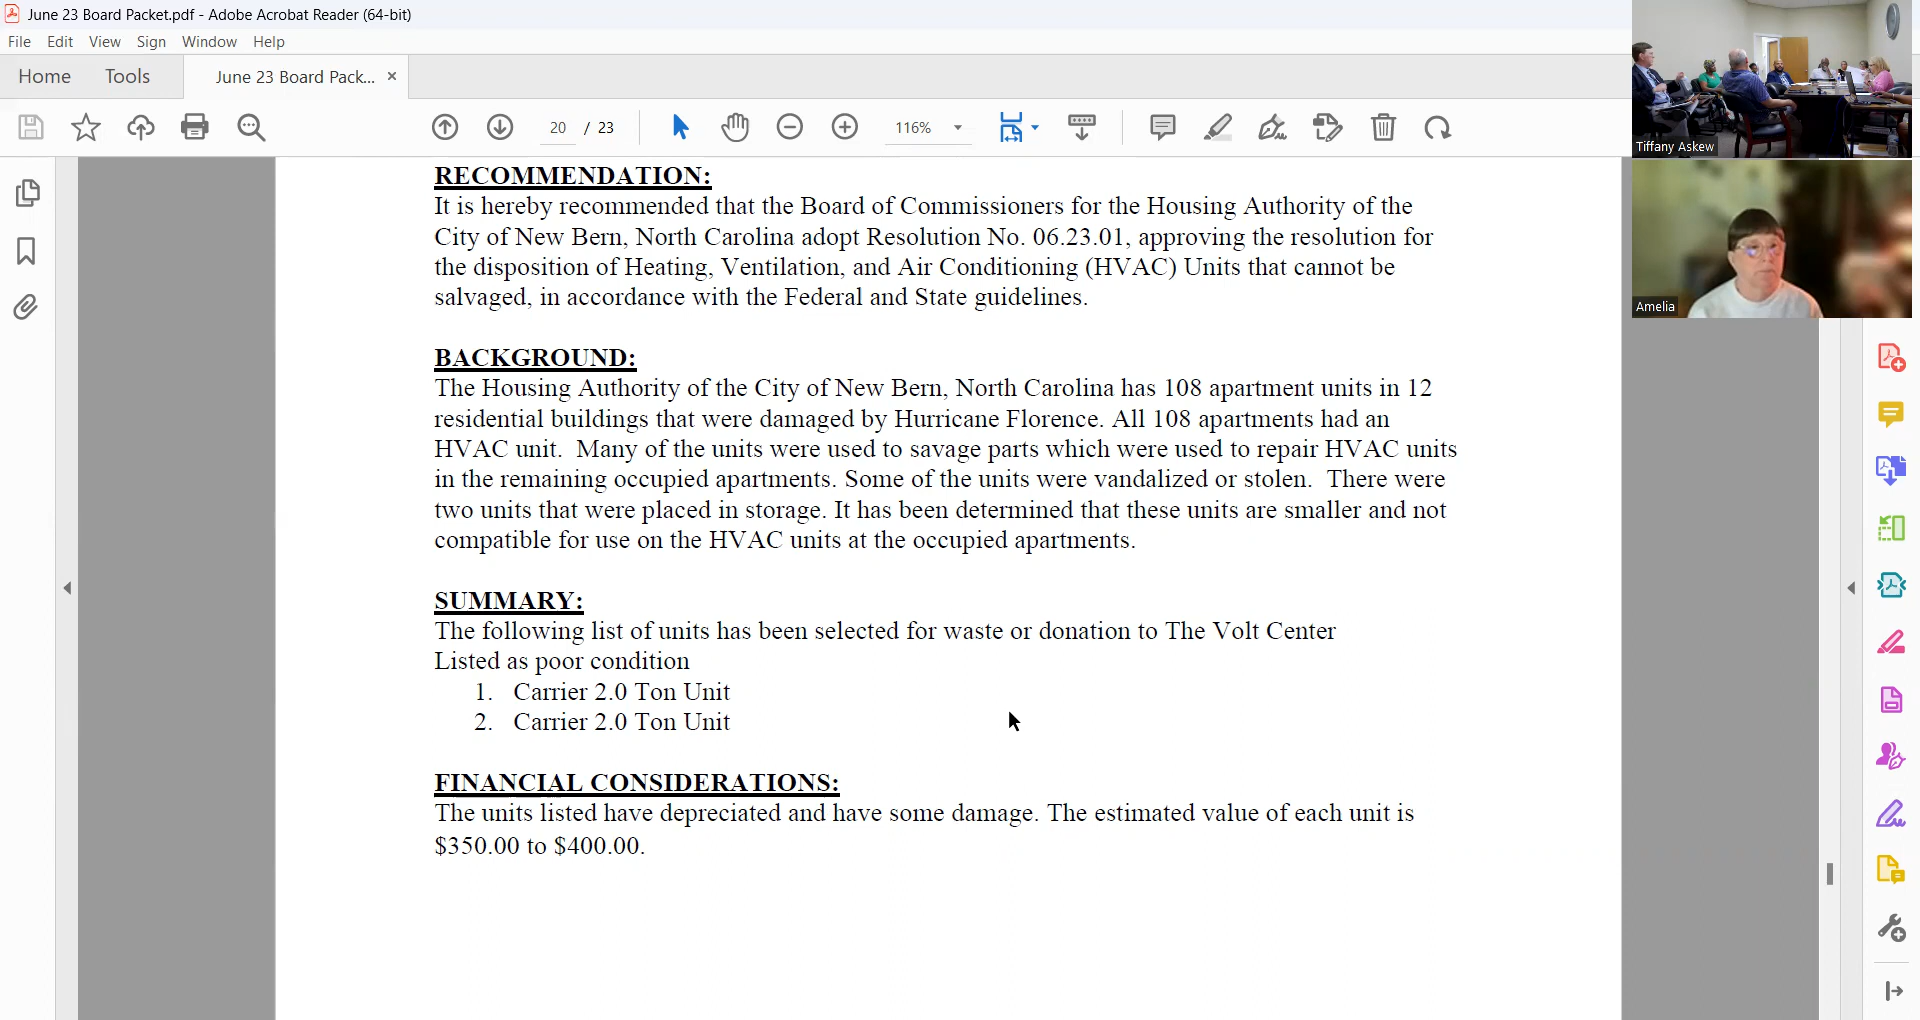 June 23 Board Packet.pdf - Adobe Acrobat Reader (64-bit)
File Edit View Sign Window Help
Home Tools June 23 Board Pack... ×
20 / 23 116%
RECOMMENDATION:
It is hereby recommended that the Board of Commissioners for the Housing Authority of the
City of New Bern, North Carolina adopt Resolution No. 06.23.01, approving the resolution for
the disposition of Heating, Ventilation, and Air Conditioning (HVAC) Units that cannot be
salvaged, in accordance with the Federal and State guidelines.
BACKGROUND:
The Housing Authority of the City of New Bern, North Carolina has 108 apartment units in 12
residential buildings that were damaged by Hurricane Florence. All 108 apartments had an
HVAC unit.  Many of the units were used to savage parts which were used to repair HVAC units
in the remaining occupied apartments. Some of the units were vandalized or stolen.  There were
two units that were placed in storage. It has been determined that these units are smaller and not
compatible for use on the HVAC units at the occupied apartments.
SUMMARY:
The following list of units has been selected for waste or donation to The Volt Center
Listed as poor condition
1. Carrier 2.0 Ton Unit
2. Carrier 2.0 Ton Unit
FINANCIAL CONSIDERATIONS:
The units listed have depreciated and have some damage. The estimated value of each unit is
$350.00 to $400.00.
Tiffany Askew
Amelia